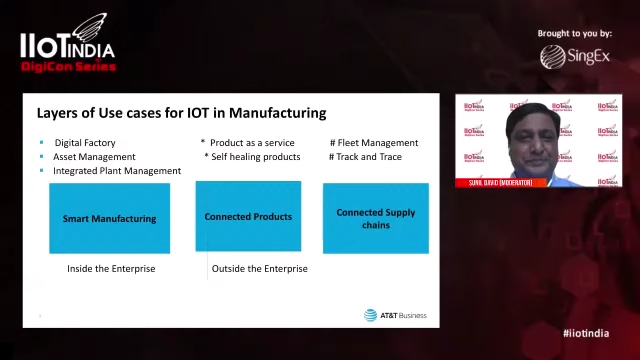 IIOT INDIA
DigiCon Series
Brought to you by:
SingEx
Layers of Use cases for IOT in Manufacturing
Digital Factory
Asset Management
Integrated Plant Management
* Product as a service
* Self healing products
# Fleet Management
# Track and Trace
Smart Manufacturing
Connected Products
Connected Supply
chains
Inside the Enterprise
Outside the Enterprise
AT&T Business
SUNIL DAVID (MODERATOR)
#iiotindia